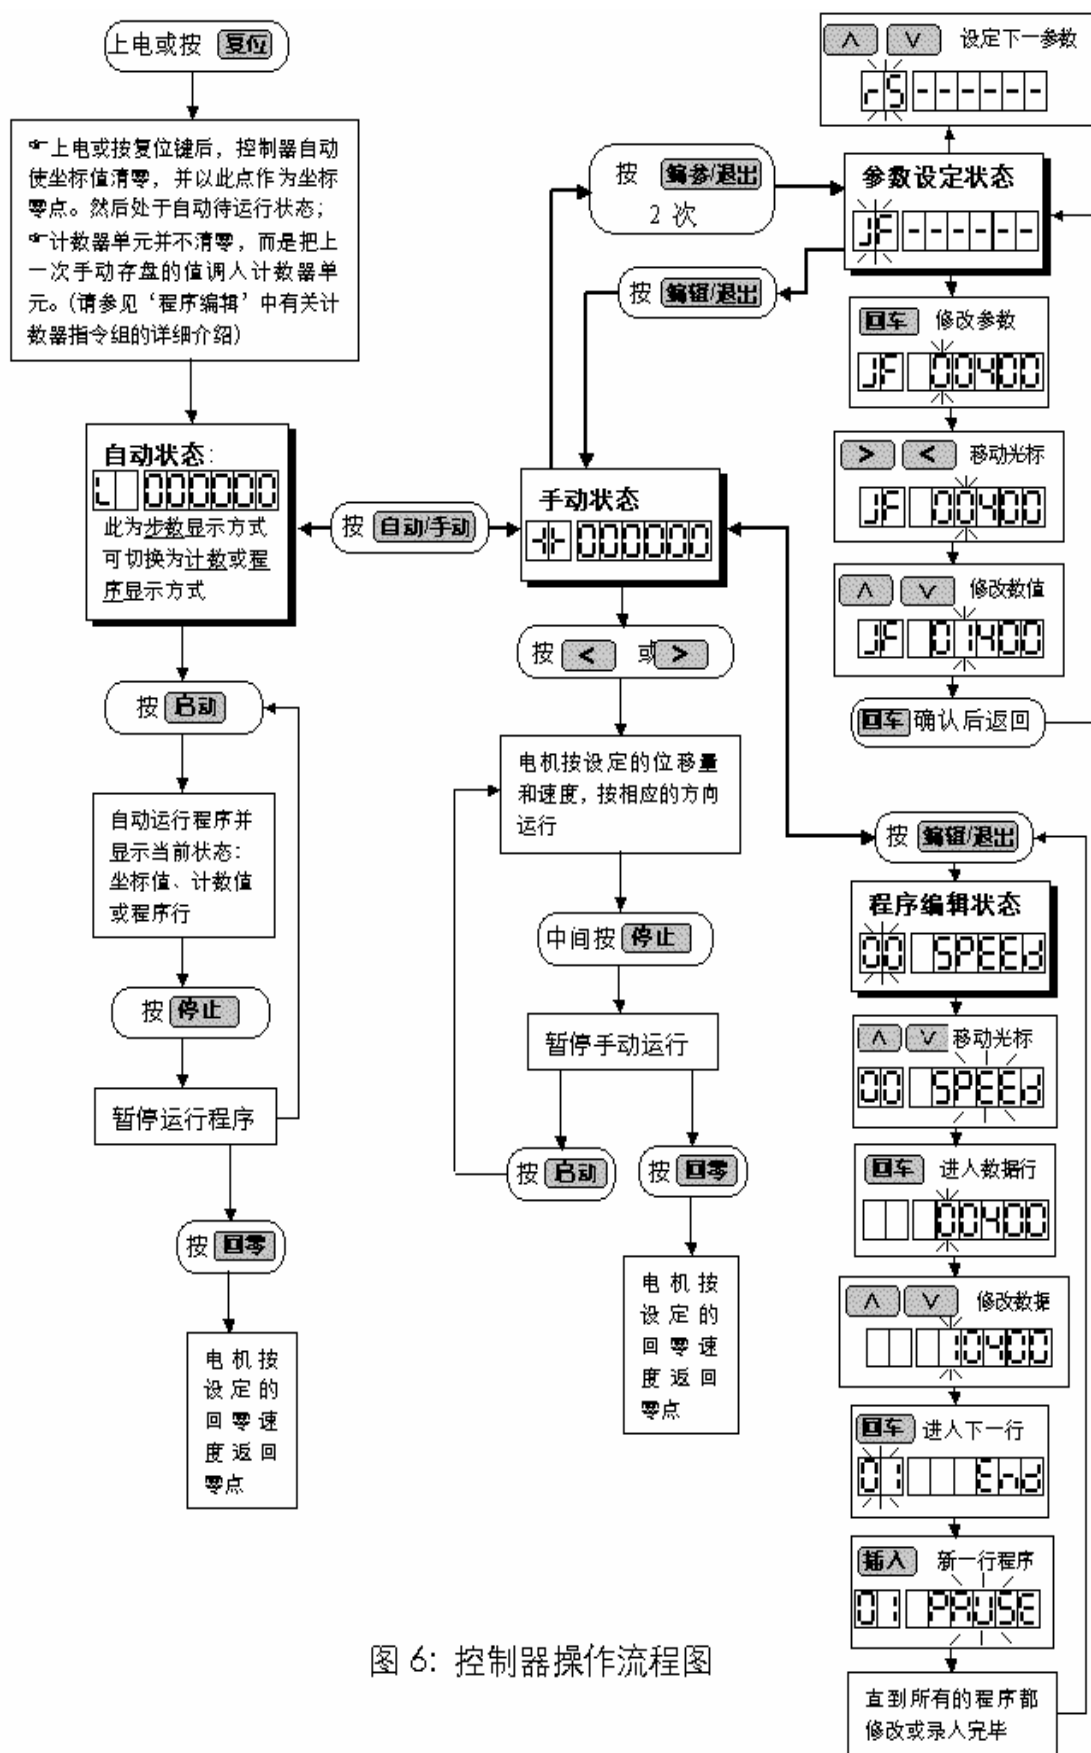 上电或按 复位
☞上电或按复位键后，控制器自动
使坐标值清零，并以此点作为坐标
零点。然后处于自动待运行状态；
☞计数器单元并不清零，而是把上
一次手动存盘的值调人计数器单
元。(请参见‘程序编辑’中有关计
数器指令组的详细介绍)
自动状态:
L 000000
此为步数显示方式
可切换为计数或程
序显示方式
按 启动
自动运行程序并
显示当前状态：
坐标值、计数值
或程序行
按 停止
暂停运行程序
按 回零
电机按
设定的
回零速
度返回
零点
按 自动/手动
按 编参/退出
2 次
按 编辑/退出
手动状态
000000
按 < 或 >
电机按设定的位移量
和速度，按相应的方向
运行
中间按 停止
暂停手动运行
按 启动
按 回零
电机按
设定的
回零速
度返回
零点
∧ ∨ 设定下一参数
rS ------
参数设定状态
JF ------
回车 修改参数
JF 00400
> < 移动光标
JF 00400
∧ ∨ 修改数值
JF 01400
回车 确认后返回
按 编辑/退出
程序编辑状态
00 SPEEd
∧ ∨ 移动光标
00 SPEEd
回车 进人数据行
00400
∧ ∨ 修改数据
10400
回车 进人下一行
01 End
插入 新一行程序
01 PAUSE
直到所有的程序都
修改或录人完毕
图 6: 控制器操作流程图